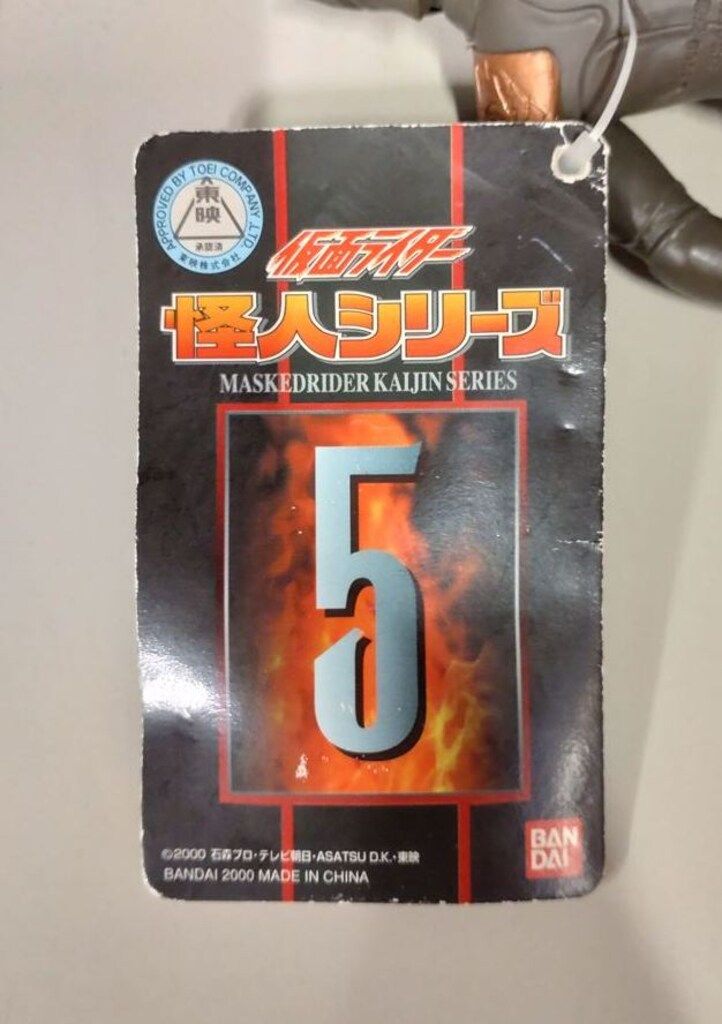 APPROVED BY TOEI COMPANY, LTD.
東映
承認済
東映株式会社
仮面ライダー
怪人シリーズ
MASKEDRIDER KAIJIN SERIES
5
©2000 石森プロ・テレビ朝日・ASATSU D.K.・東映
BANDAI 2000 MADE IN CHINA
BAN
DAI